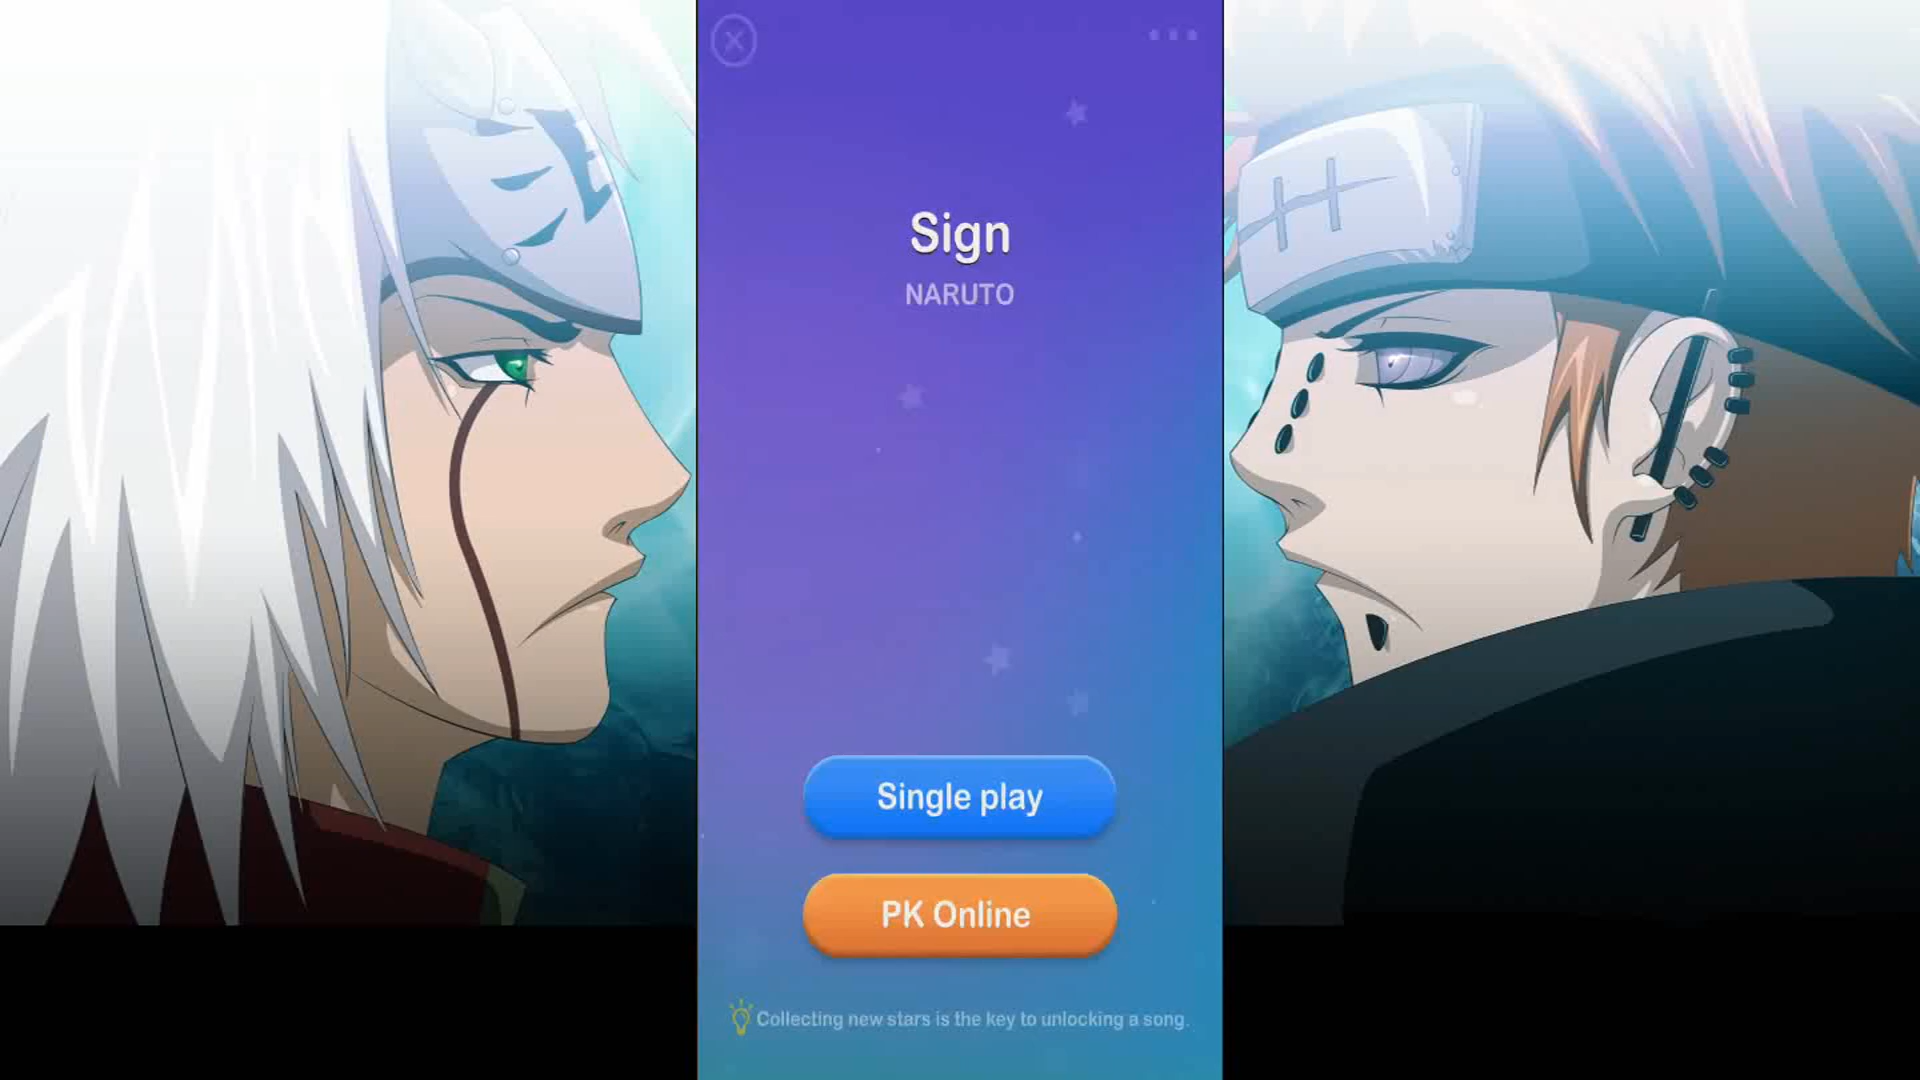 Sign
NARUTO
Single play
PK Online
Collecting new stars is the key to unlocking a song.